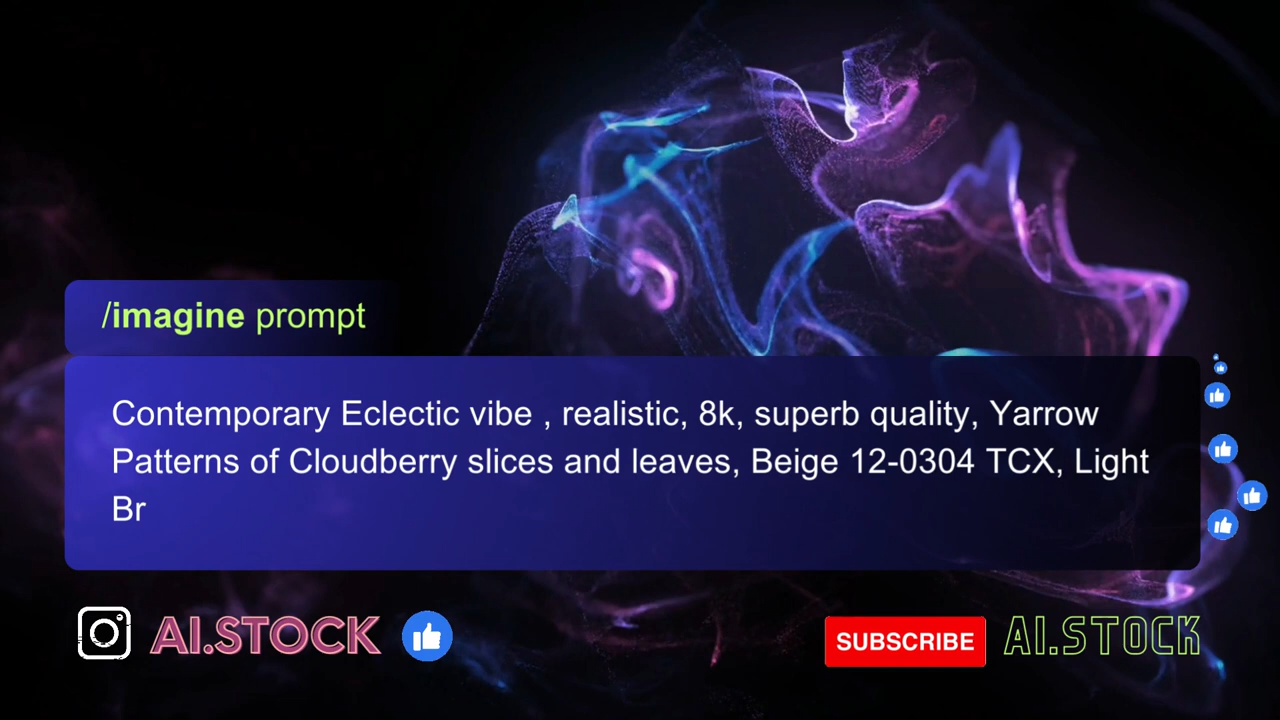 /imagine prompt
Contemporary Eclectic vibe , realistic, 8k, superb quality, Yarrow
Patterns of Cloudberry slices and leaves, Beige 12-0304 TCX, Light
Br
AI.STOCK
SUBSCRIBE
AI.STOCK